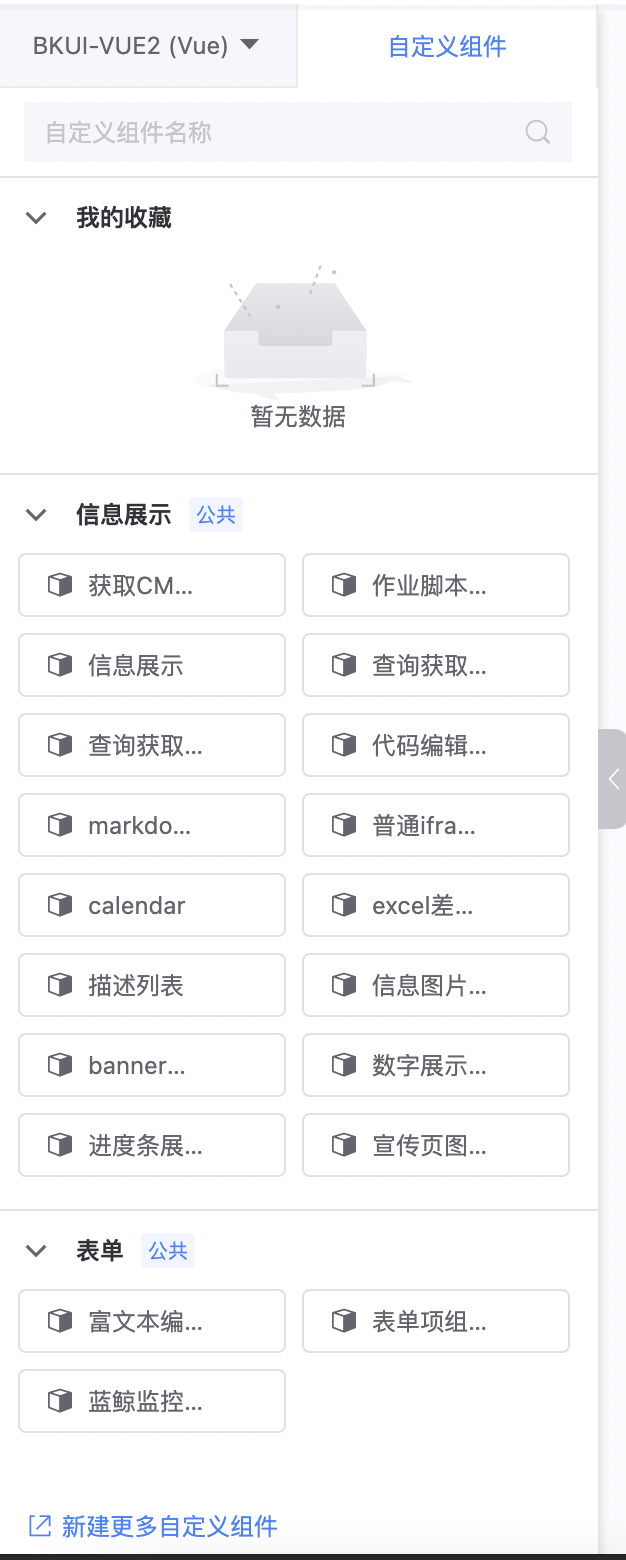 BKUI-VUE2 (Vue)
自定义组件
自定义组件名称
我的收藏
暂无数据
信息展示 公共
获取CM...
作业脚本...
信息展示
查询获取...
查询获取...
代码编辑...
markdo...
普通ifra...
calendar
excel差...
描述列表
信息图片...
banner...
数字展示...
进度条展...
宣传页图...
表单 公共
富文本编...
表单项组...
蓝鲸监控...
新建更多自定义组件